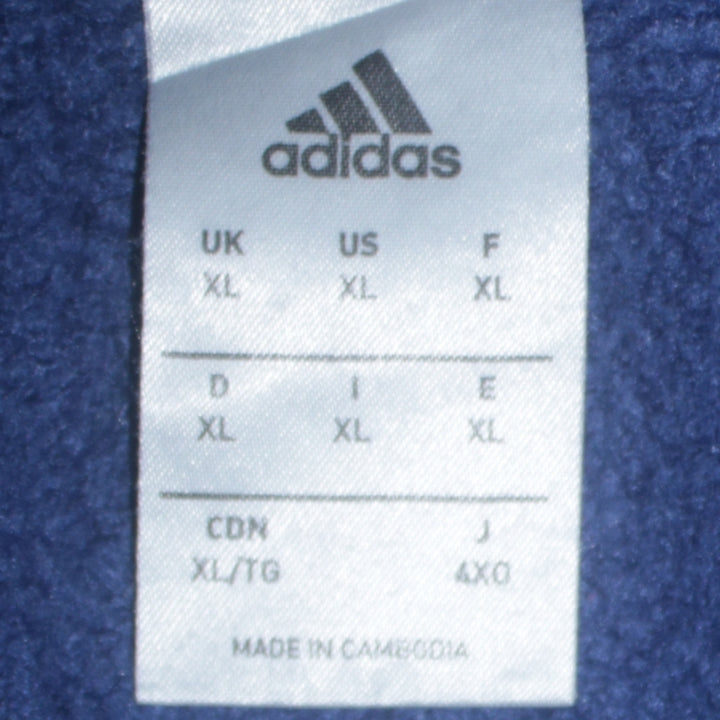 adidas
UK US F
XL XL XL
D I E
XL XL XL
CDN J
XL/TG 4XO
MADE IN CAMBODIA